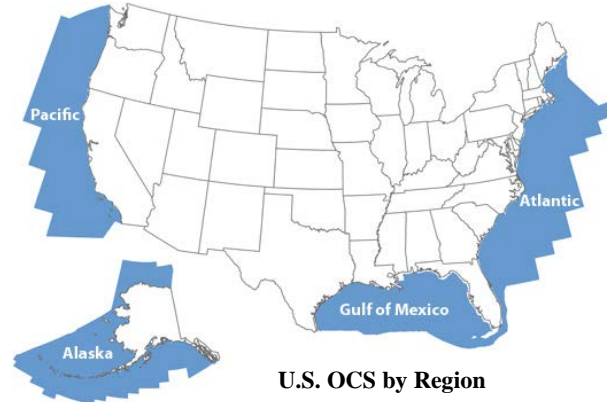 Pacific
Atlantic
Gulf of Mexico
Alaska
U.S. OCS by Region